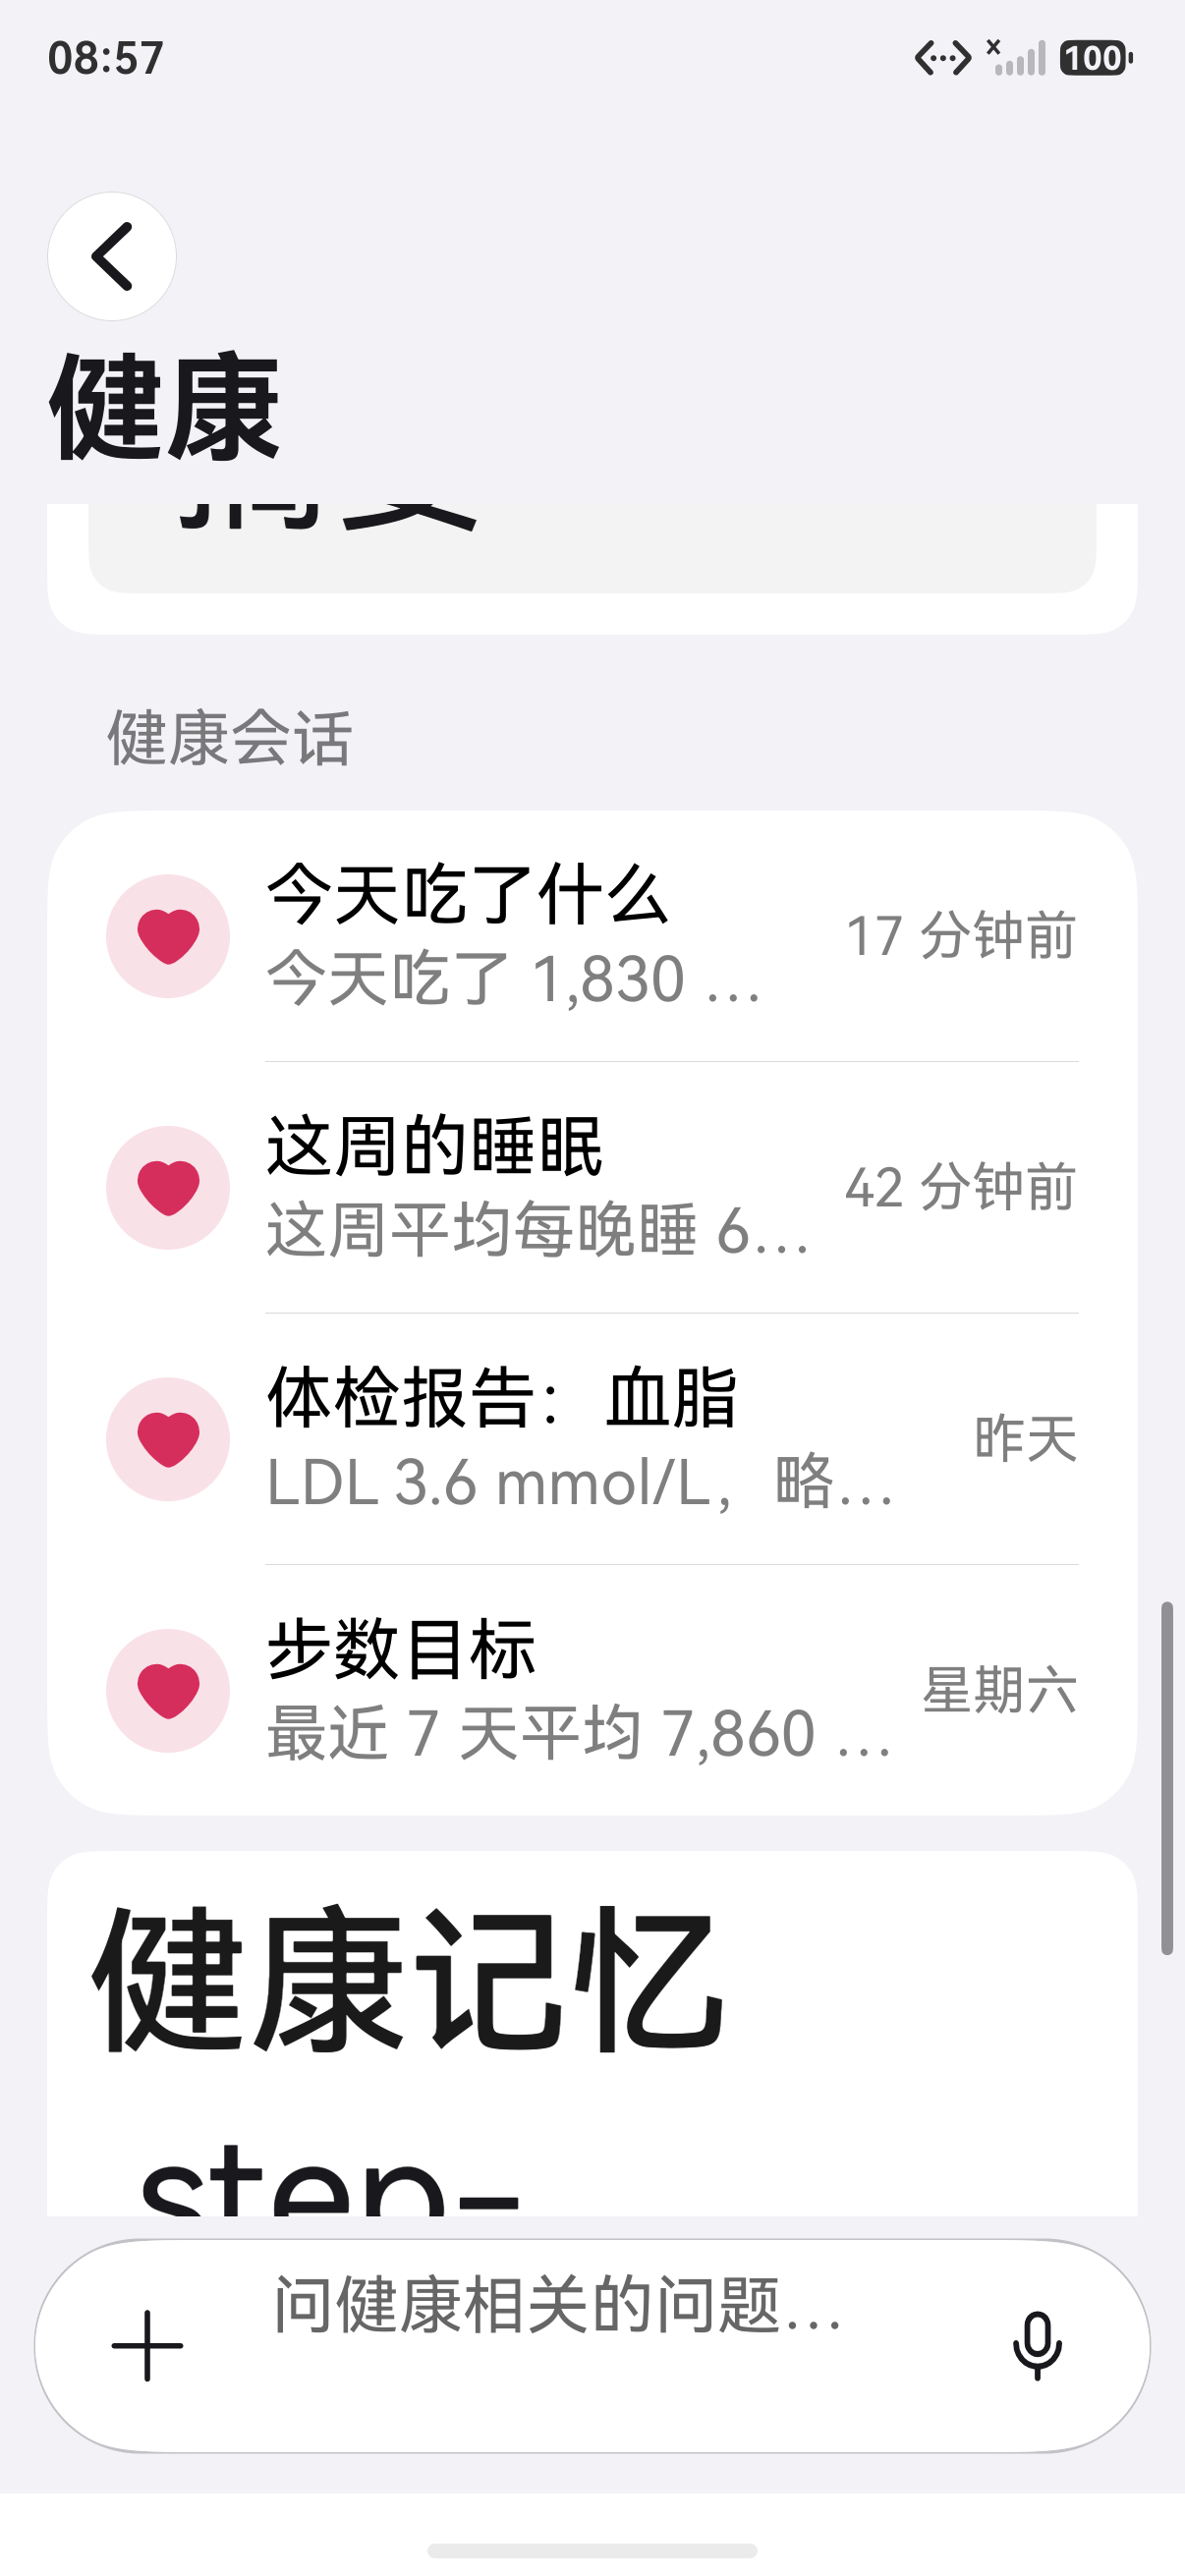 08:57
100
健康
摘要
健康会话
今天吃了什么
17 分钟前
今天吃了 1,830 …
这周的睡眠
42 分钟前
这周平均每晚睡 6…
体检报告：血脂
昨天
LDL 3.6 mmol/L，略…
步数目标
星期六
最近 7 天平均 7,860 …
健康记忆
step-
问健康相关的问题…